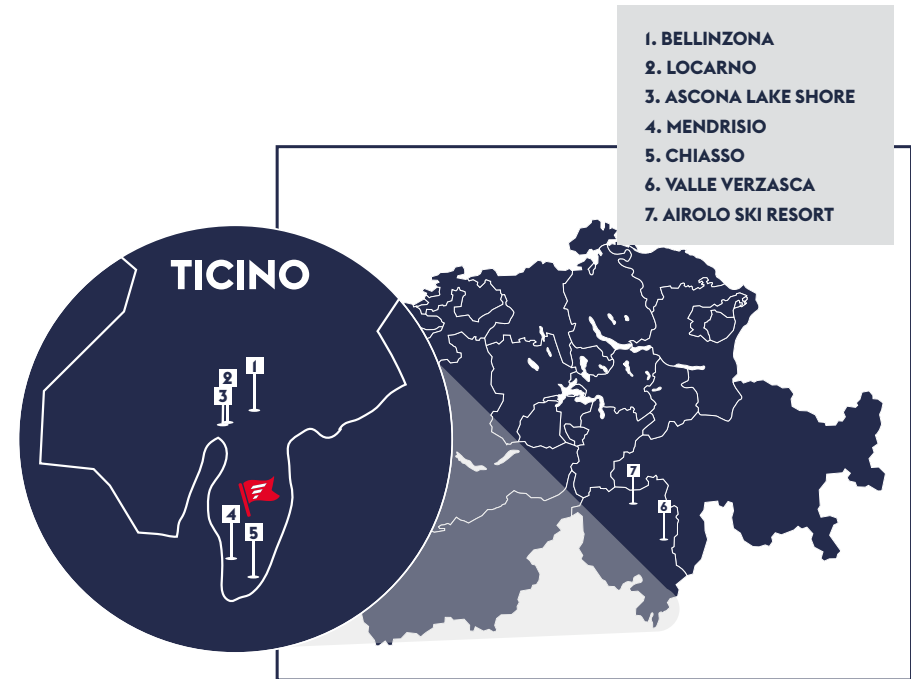 1. BELLINZONA
2. LOCARNO
3. ASCONA LAKE SHORE
4. MENDRISIO
5. CHIASSO
6. VALLE VERZASCA
7. AIROLO SKI RESORT
TICINO
1
2
3
7
6
4
5